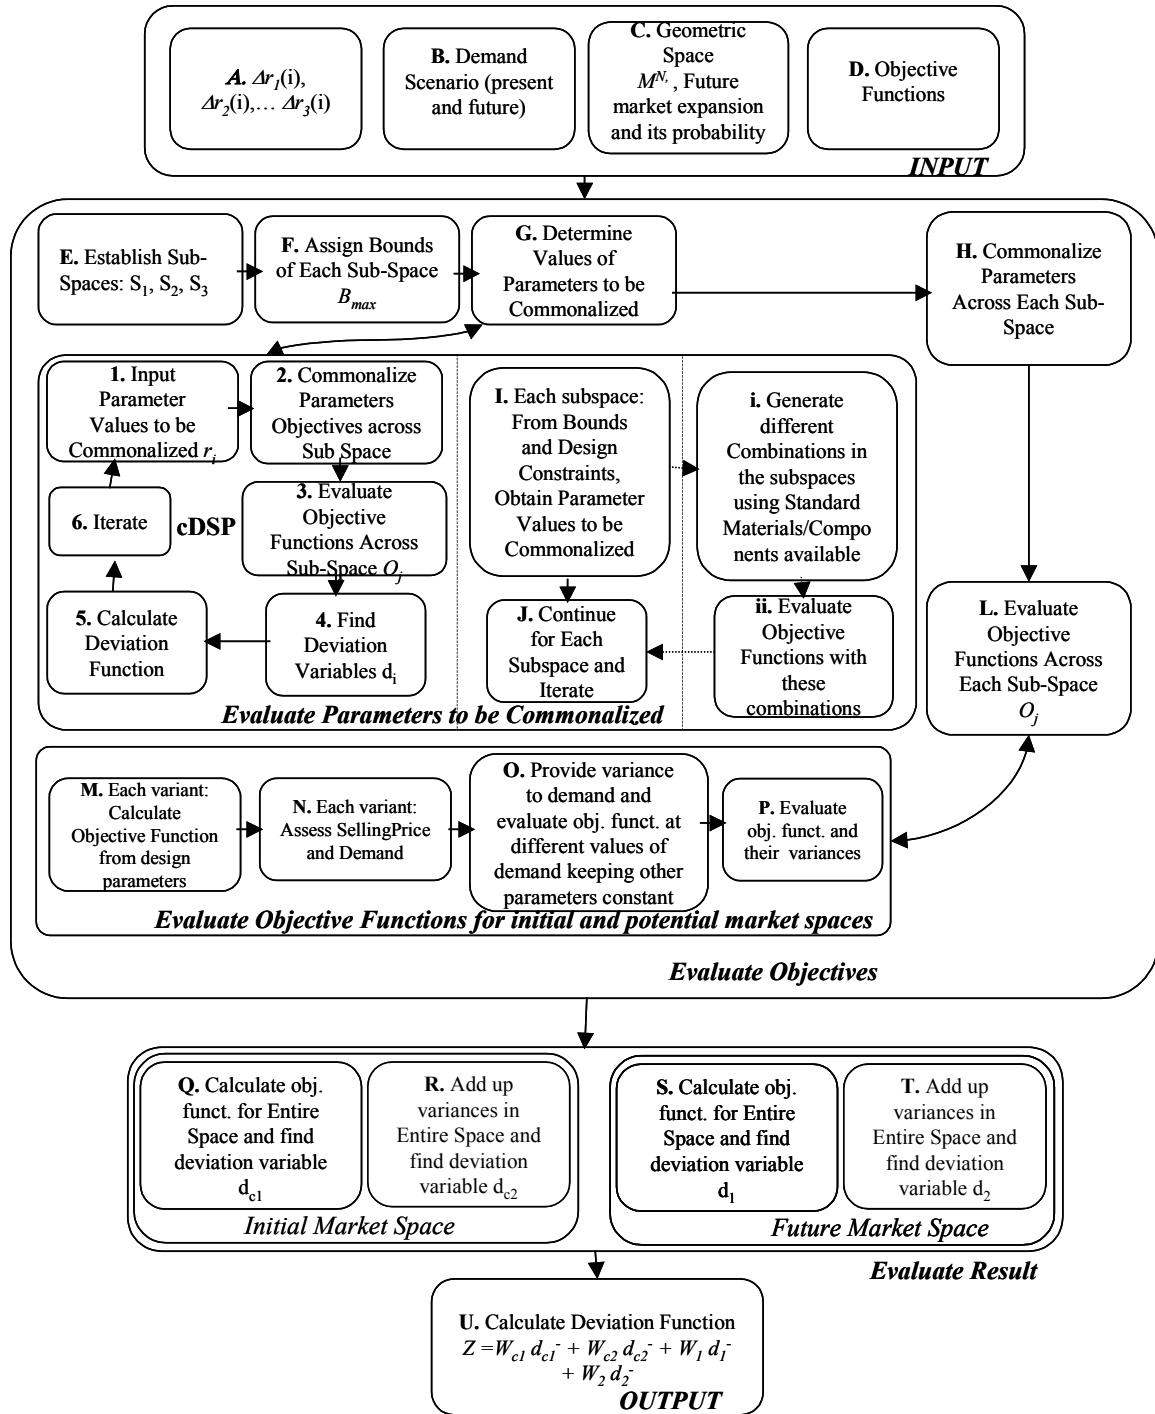 A. Δr1(i),
Δr2(i),... Δr3(i)
B. Demand
Scenario (present
and future)
C. Geometric
Space
M^N, , Future
market expansion
and its probability
D. Objective
Functions
INPUT
E. Establish Sub-
Spaces: S1, S2, S3
F. Assign Bounds
of Each Sub-Space
Bmax
G. Determine
Values of
Parameters to be
Commonalized
H. Commonalize
Parameters
Across Each Sub-
Space
1. Input
Parameter
Values to be
Commonalized ri
2. Commonalize
Parameters
Objectives across
Sub Space
3. Evaluate
Objective
Functions Across
Sub-Space Oj
4. Find
Deviation
Variables di
5. Calculate
Deviation
Function
6. Iterate
cDSP
I. Each subspace:
From Bounds
and Design
Constraints,
Obtain Parameter
Values to be
Commonalized
J. Continue
for Each
Subspace and
Iterate
i. Generate
different
Combinations in
the subspaces
using Standard
Materials/Compo
nents available
ii. Evaluate
Objective
Functions with
these
combinations
Evaluate Parameters to be Commonalized
L. Evaluate
Objective
Functions Across
Each Sub-Space
Oj
M. Each variant:
Calculate
Objective Function
from design
parameters
N. Each variant:
Assess SellingPrice
and Demand
O. Provide variance
to demand and
evaluate obj. funct. at
different values of
demand keeping other
parameters constant
P. Evaluate
obj. funct. and
their variances
Evaluate Objective Functions for initial and potential market spaces
Evaluate Objectives
Q. Calculate obj.
funct. for Entire
Space and find
deviation variable
dc1
R. Add up
variances in
Entire Space and
find deviation
variable dc2
Initial Market Space
S. Calculate obj.
funct. for Entire
Space and find
deviation variable
d1
T. Add up
variances in
Entire Space and
find deviation
variable d2
Future Market Space
Evaluate Result
U. Calculate Deviation Function
Z =Wc1 dc1⁻ + Wc2 dc2⁻ + W1 d1⁻
+ W2 d2⁻
OUTPUT